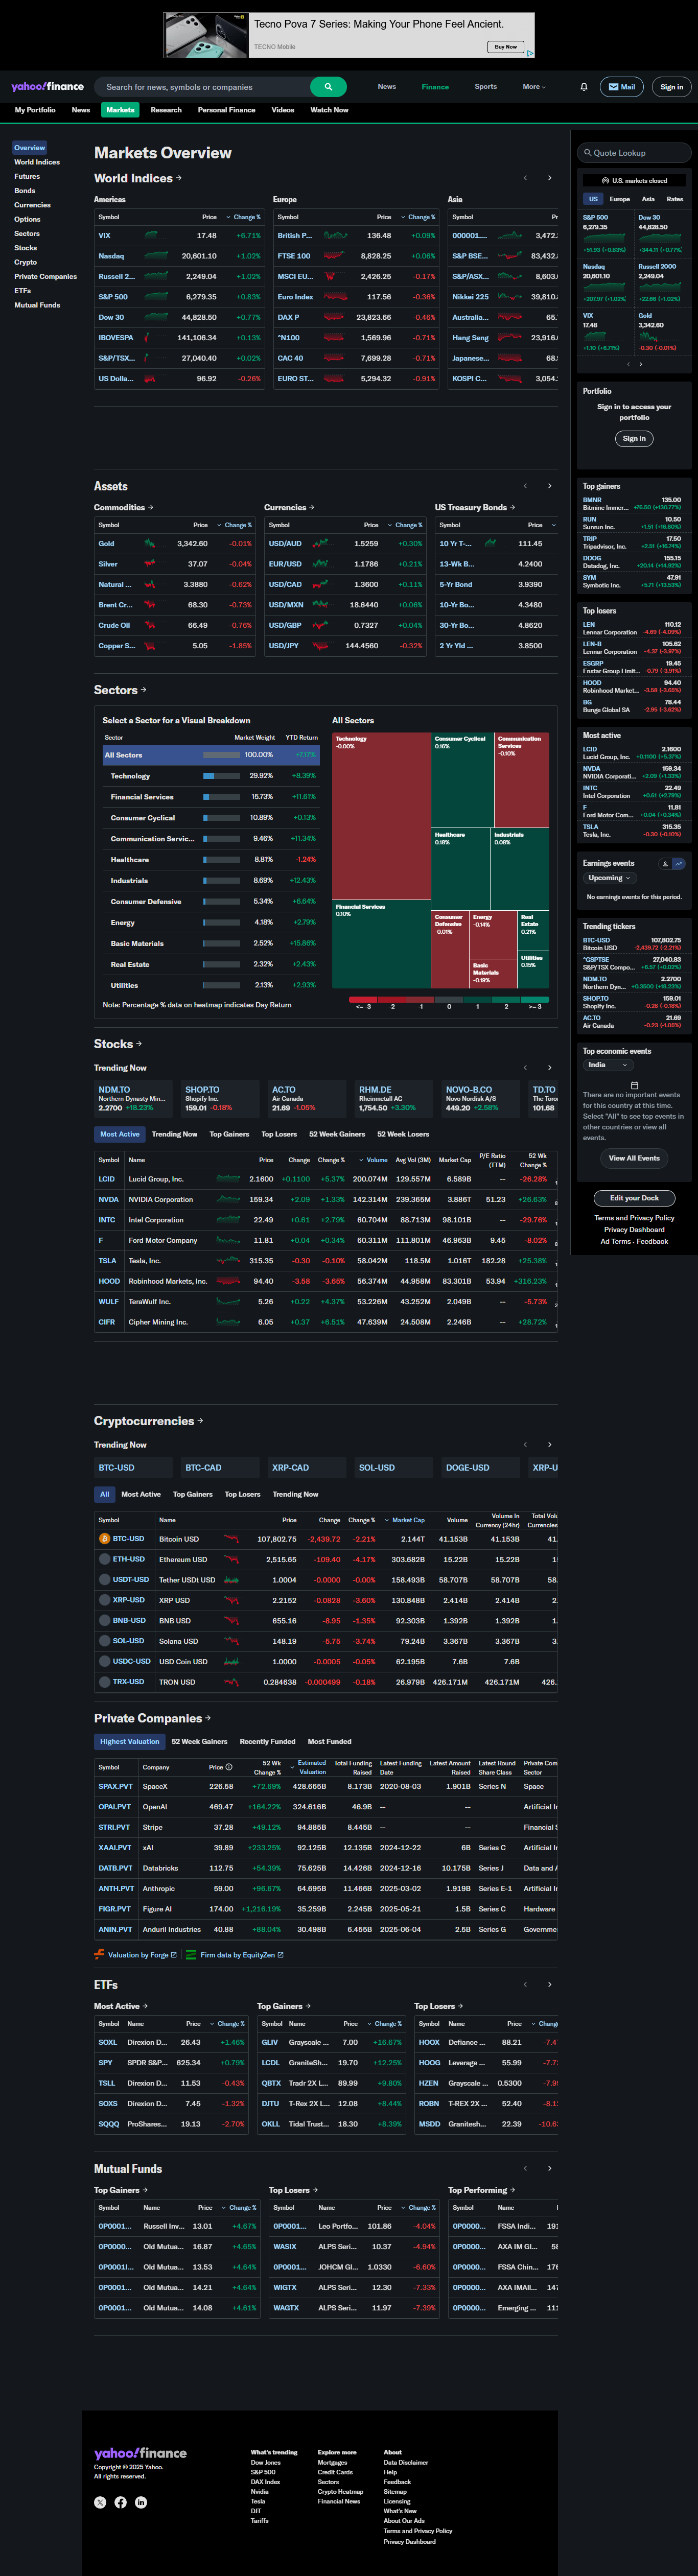 Tecno Pova 7 Series: Making Your Phone Feel Ancient.
TECNO Mobile
Buy Now
yahoo!finance
Search for news, symbols or companies
News Finance Sports More
Mail
Sign in
My Portfolio News Markets Research Personal Finance Videos Watch Now
Overview
World Indices
Futures
Bonds
Currencies
Options
Sectors
Stocks
Crypto
Private Companies
ETFs
Mutual Funds
Markets Overview
World Indices
Americas
Symbol Price Change %
VIX 17.48 +6.71%
Nasdaq 20,601.10 +1.02%
Russell 2... 2,249.04 +1.02%
S&P 500 6,279.35 +0.83%
Dow 30 44,828.50 +0.77%
IBOVESPA 141,106.34 +0.13%
S&P/TSX... 27,040.40 +0.02%
US Dolla... 96.92 -0.26%
Europe
Symbol Price Change %
British P... 136.48 +0.09%
FTSE 100 8,828.25 +0.06%
MSCI EU... 2,426.25 -0.17%
Euro Index 117.56 -0.36%
DAX P 23,823.66 -0.46%
^N100 1,569.96 -0.71%
CAC 40 7,699.28 -0.71%
EURO ST... 5,294.32 -0.91%
Asia
Symbol
000001.... 3,472.
S&P BSE... 83,432.
S&P/ASX... 8,603.
Nikkei 225 39,810.
Australia... 65.
Hang Seng 23,916.
Japanese... 68.
KOSPI C... 3,054.
Assets
Commodities
Symbol Price Change %
Gold 3,342.60 -0.01%
Silver 37.07 -0.04%
Natural ... 3.3880 -0.62%
Brent Cr... 68.30 -0.73%
Crude Oil 66.49 -0.76%
Copper S... 5.05 -1.85%
Currencies
Symbol Price Change %
USD/AUD 1.5259 +0.30%
EUR/USD 1.1786 +0.21%
USD/CAD 1.3600 +0.11%
USD/MXN 18.6440 +0.06%
USD/GBP 0.7327 +0.04%
USD/JPY 144.4560 -0.32%
US Treasury Bonds
Symbol Price
10 Yr T-... 111.45
13-Wk B... 4.2400
5-Yr Bond 3.9390
10-Yr Bo... 4.3480
30-Yr Bo... 4.8620
2 Yr Yld ... 3.8500
Sectors
Select a Sector for a Visual Breakdown
Sector Market Weight YTD Return
All Sectors 100.00% +7.17%
Technology 29.92% +8.39%
Financial Services 15.73% +11.81%
Consumer Cyclical 10.89% +0.13%
Communication Servic... 9.46% +11.34%
Healthcare 8.81% -1.24%
Industrials 8.69% +12.43%
Consumer Defensive 5.34% +6.64%
Energy 4.18% +2.79%
Basic Materials 2.52% +15.86%
Real Estate 2.32% +2.43%
Utilities 2.13% +2.93%
Note: Percentage % data on heatmap indicates Day Return
All Sectors
Technology
-0.00%
Consumer Cyclical
0.16%
Communication Services
-0.10%
Healthcare
0.18%
Industrials
0.08%
Financial Services
0.10%
Consumer Defensive
-0.01%
Energy
-0.14%
Real Estate
0.21%
Basic Materials
-0.19%
Utilities
0.15%
<= -3 -2 -1 0 1 2 >= 3
Stocks
Trending Now
NDM.TO
Northern Dynasty Min...
2.2700 +18.23%
SHOP.TO
Shopify Inc.
159.01 -0.18%
AC.TO
Air Canada
21.69 -1.05%
RHM.DE
Rheinmetall AG
1,754.50 +3.30%
NOVO-B.CO
Novo Nordisk A/S
449.20 +2.58%
TD.TO
The Toro
101.68
Most Active Trending Now Top Gainers Top Losers 52 Week Gainers 52 Week Losers
Symbol Name Price Change Change % Volume Avg Vol (3M) Market Cap P/E Ratio (TTM) 52 Wk Change %
LCID Lucid Group, Inc. 2.1600 +0.1100 +5.37% 200.074M 129.557M 6.589B -- -26.28%
NVDA NVIDIA Corporation 159.34 +2.09 +1.33% 142.314M 239.365M 3.886T 51.23 +26.63%
INTC Intel Corporation 22.49 +0.61 +2.79% 60.704M 88.713M 98.101B -- -29.76%
F Ford Motor Company 11.81 +0.04 +0.34% 60.311M 111.801M 46.963B 9.45 -8.02%
TSLA Tesla, Inc. 315.35 -0.30 -0.10% 58.042M 118.5M 1.016T 182.28 +25.38%
HOOD Robinhood Markets, Inc. 94.40 -3.58 -3.65% 56.374M 44.958M 83.301B 53.94 +316.23%
WULF TeraWulf Inc. 5.26 +0.22 +4.37% 53.226M 43.252M 2.049B -- -5.73%
CIFR Cipher Mining Inc. 6.05 +0.37 +6.51% 47.639M 24.508M 2.246B -- +28.72%
Cryptocurrencies
Trending Now
BTC-USD BTC-CAD XRP-CAD SOL-USD DOGE-USD XRP-U
All Most Active Top Gainers Top Losers Trending Now
Symbol Name Price Change Change % Market Cap Volume Volume In Currency (24hr) Total Volu Currencies
BTC-USD Bitcoin USD 107,802.75 -2,439.72 -2.21% 2.144T 41.153B 41.153B 41.
ETH-USD Ethereum USD 2,515.65 -109.40 -4.17% 303.682B 15.22B 15.22B 15
USDT-USD Tether USDt USD 1.0004 -0.0000 -0.00% 158.493B 58.707B 58.707B 58.
XRP-USD XRP USD 2.2152 -0.0828 -3.60% 130.848B 2.414B 2.414B 2.
BNB-USD BNB USD 655.16 -8.95 -1.35% 92.303B 1.392B 1.392B 1.
SOL-USD Solana USD 148.19 -5.75 -3.74% 79.24B 3.367B 3.367B 3.
USDC-USD USD Coin USD 1.0000 -0.0005 -0.05% 62.195B 7.6B 7.6B
TRX-USD TRON USD 0.284638 -0.000499 -0.18% 26.979B 426.171M 426.171M 426.
Private Companies
Highest Valuation 52 Week Gainers Recently Funded Most Funded
Symbol Company Price 52 Wk Change % Estimated Valuation Total Funding Raised Latest Funding Date Latest Amount Raised Latest Round Share Class Private Com Sector
SPAX.PVT SpaceX 226.58 +72.69% 428.665B 8.173B 2020-08-03 1.901B Series N Space
OPAI.PVT OpenAI 469.47 +164.22% 324.616B 46.9B -- -- Artificial In
STRI.PVT Stripe 37.28 +49.12% 94.885B 8.445B -- -- Financial S
XAAI.PVT xAI 39.89 +233.25% 92.125B 12.135B 2024-12-22 6B Series C Artificial In
DATB.PVT Databricks 112.75 +54.39% 75.625B 14.426B 2024-12-16 10.175B Series J Data and A
ANTH.PVT Anthropic 59.00 +96.67% 64.695B 11.466B 2025-03-02 1.919B Series E-1 Artificial In
FIGR.PVT Figure AI 174.00 +1,216.19% 35.259B 2.245B 2025-05-21 1.5B Series C Hardware
ANIN.PVT Anduril Industries 40.88 +88.04% 30.498B 6.455B 2025-06-04 2.5B Series G Governme
Valuation by Forge Firm data by EquityZen
ETFs
Most Active
Symbol Name Price Change %
SOXL Direxion D... 26.43 +1.46%
SPY SPDR S&P... 625.34 +0.79%
TSLL Direxion D... 11.53 -0.43%
SOXS Direxion D... 7.45 -1.32%
SQQQ ProShares... 19.13 -2.70%
Top Gainers
Symbol Name Price Change %
GLIV Grayscale ... 7.00 +16.67%
LCDL GraniteSh... 19.70 +12.25%
QBTX Tradr 2X L... 89.99 +9.80%
DJTU T-Rex 2X L... 12.08 +8.44%
OKLL Tidal Trust... 18.30 +8.39%
Top Losers
Symbol Name Price Chang
HOOX Defiance ... 88.21 -7.4
HOOG Leverage ... 55.99 -7.7
HZEN Grayscale ... 0.5300 -7.9
ROBN T-REX 2X ... 52.40 -8.1
MSDD Granitesh... 22.39 -10.6
Mutual Funds
Top Gainers
Symbol Name Price Change %
0P0001... Russell Inv... 13.01 +4.67%
0P0000... Old Mutua... 16.87 +4.65%
0P0001I... Old Mutua... 13.53 +4.64%
0P0001... Old Mutua... 14.21 +4.64%
0P0001... Old Mutua... 14.08 +4.61%
Top Losers
Symbol Name Price Change %
0P0001... Leo Portfo... 101.86 -4.04%
WASIX ALPS Seri... 10.37 -4.94%
0P0001... JOHCM Gl... 1.0330 -6.60%
WIGTX ALPS Seri... 12.30 -7.33%
WAGTX ALPS Seri... 11.97 -7.39%
Top Performing
Symbol Name
0P0000... FSSA Indi... 191
0P0000... AXA IM Gl... 58
0P0000... FSSA Chin... 176
0P0000... AXA IMAll... 147
0P0000... Emerging ... 111
Quote Lookup
U.S. markets closed
US Europe Asia Rates
S&P 500
6,279.35
+51.93 (+0.83%)
Dow 30
44,828.50
+344.11 (+0.77%
Nasdaq
20,601.10
+207.97 (+1.02%)
Russell 2000
2,249.04
+22.66 (+1.02%)
VIX
17.48
+1.10 (+6.71%)
Gold
3,342.60
-0.30 (-0.01%)
Portfolio
Sign in to access your portfolio
Sign in
Top gainers
BMNR 135.00
Bitmine Immer... +76.50 (+130.77%)
RUN 10.50
Sunrun Inc. +1.51 (+16.80%)
TRIP 17.50
Tripadvisor, Inc. +2.51 (+16.74%)
DDOG 155.15
Datadog, Inc. +20.14 (+14.92%)
SYM 47.91
Symbotic Inc. +5.71 (+13.53%)
Top losers
LEN 110.12
Lennar Corporation -4.69 (-4.09%)
LEN-B 105.82
Lennar Corporation -4.37 (-3.97%)
ESGRP 19.45
Enstar Group Limit... -0.79 (-3.91%)
HOOD 94.40
Robinhood Market... -3.58 (-3.65%)
BG 78.44
Bunge Global SA -2.95 (-3.62%)
Most active
LCID 2.1600
Lucid Group, Inc. +0.1100 (+5.37%)
NVDA 159.34
NVIDIA Corporati... +2.09 (+1.33%)
INTC 22.49
Intel Corporation +0.61 (+2.79%)
F 11.81
Ford Motor Com... +0.04 (+0.34%)
TSLA 315.35
Tesla, Inc. -0.30 (-0.10%)
Earnings events
Upcoming
No earnings events for this period.
Trending tickers
BTC-USD 107,802.75
Bitcoin USD -2,439.72 (-2.21%)
^GSPTSE 27,040.83
S&P/TSX Compo... +6.57 (+0.02%)
NDM.TO 2.2700
Northern Dyn... +0.3500 (+18.23%)
SHOP.TO 159.01
Shopify Inc. -0.28 (-0.18%)
AC.TO 21.69
Air Canada -0.23 (-1.05%)
Top economic events
India
There are no important events for this country at this time. Select "All" to see top events in other countries or view all events.
View All Events
Edit your Dock
Terms and Privacy Policy
Privacy Dashboard
Ad Terms . Feedback
yahoo!finance
Copyright © 2025 Yahoo.
All rights reserved.
What's trending
Dow Jones
S&P 500
DAX Index
Nvidia
Tesla
DJT
Tariffs
Explore more
Mortgages
Credit Cards
Sectors
Crypto Heatmap
Financial News
About
Data Disclaimer
Help
Feedback
Sitemap
Licensing
What's New
About Our Ads
Terms and Privacy Policy
Privacy Dashboard